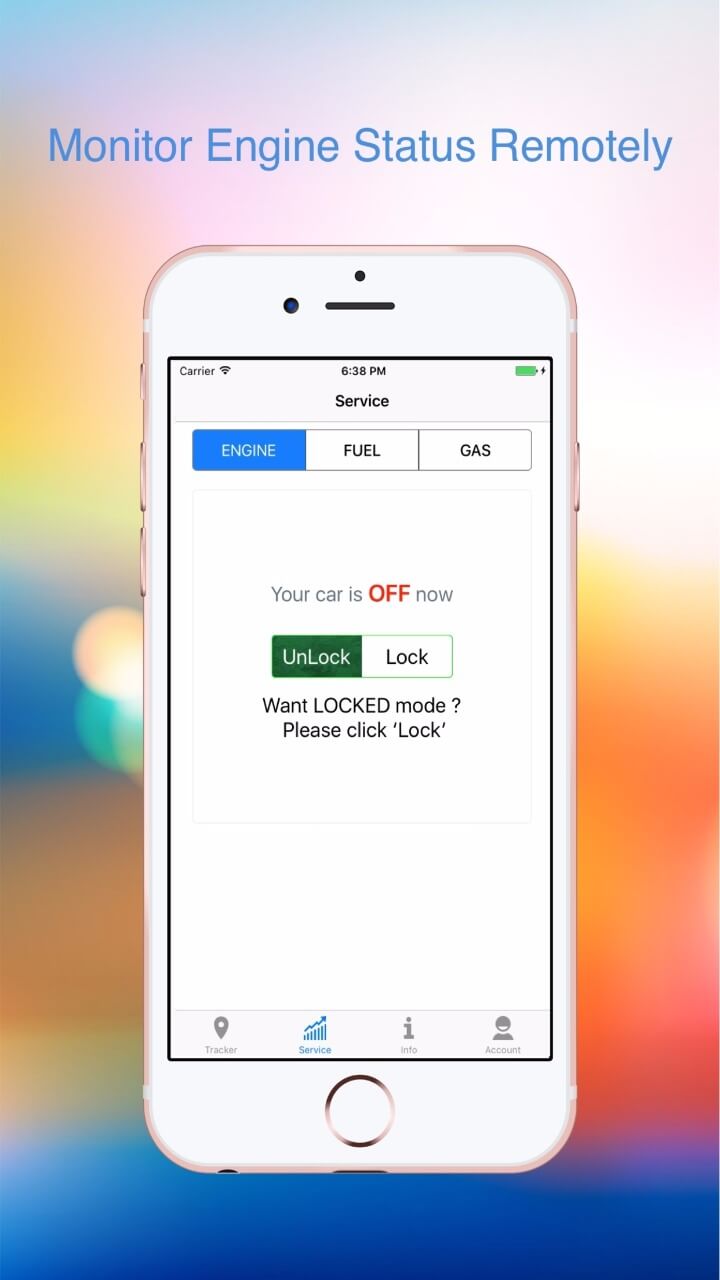 Monitor Engine Status Remotely
Carrier 6:38 PM
Service
ENGINE FUEL GAS
Your car is OFF now
UnLock Lock
Want LOCKED mode ?
Please click ‘Lock’
Tracker Service Info Account